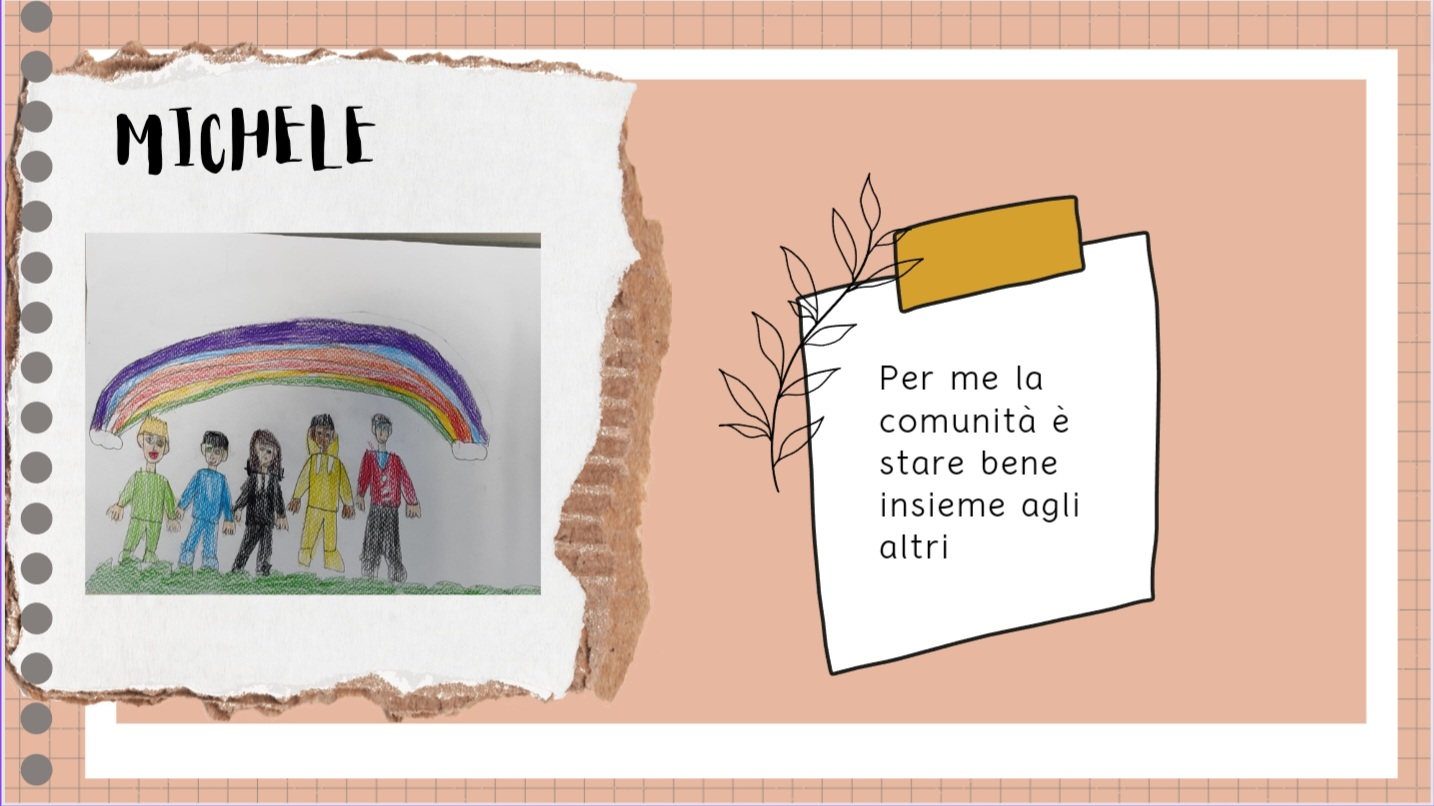 MICHELE
Per me la
comunità è
stare bene
insieme agli
altri